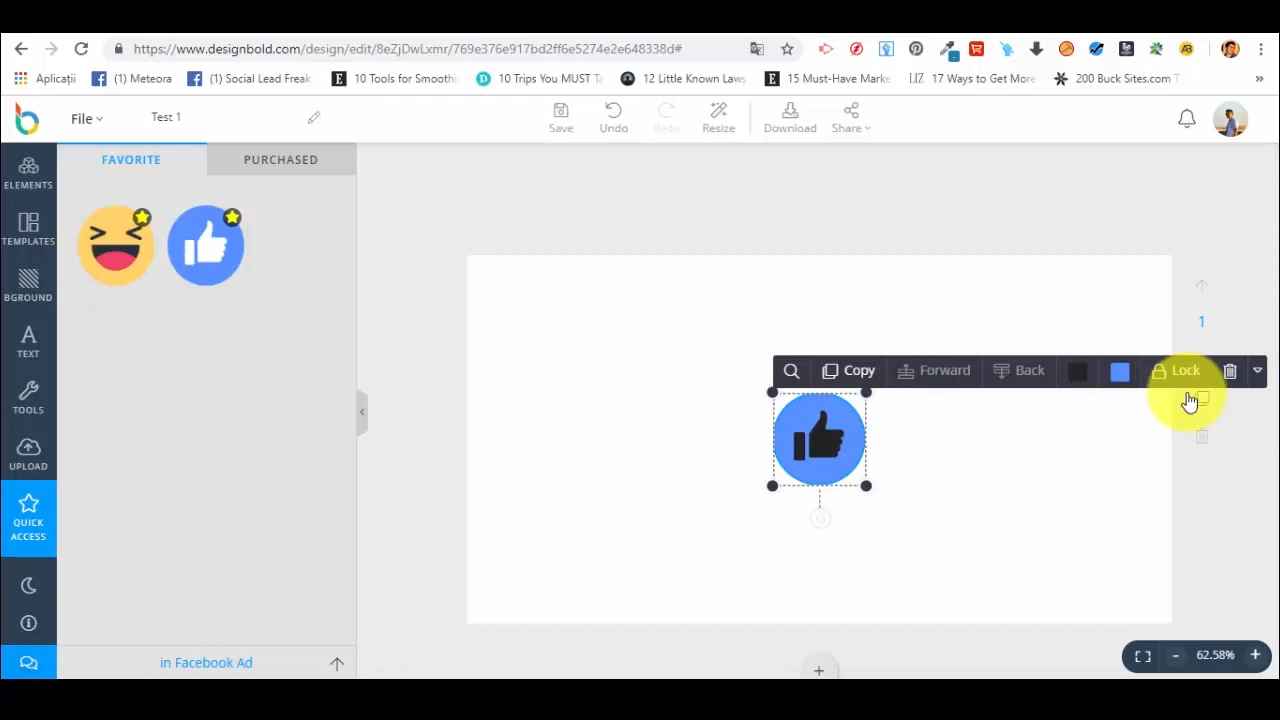 https://www.designbold.com/design/edit/8eZjDwLxmr/769e376e917bd2ff6e5274e2e648338d#
Aplicații
(1) Meteora
(1) Social Lead Freak
10 Tools for Smoothi
10 Trips You MUST Ta
12 Little Known Laws
15 Must-Have Marke
17 Ways to Get More
200 Buck Sites.com T
File
Test 1
Save
Undo
Redo
Resize
Download
Share
FAVORITE
PURCHASED
ELEMENTS
TEMPLATES
BGROUND
TEXT
TOOLS
UPLOAD
QUICK
ACCESS
1
Copy
Forward
Back
Lock
in Facebook Ad
62.58%